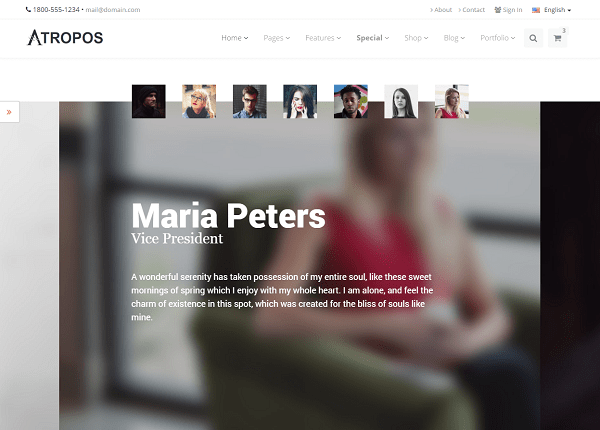 1800-555-1234 • mail@domain.com
› About › Contact Sign In English
ATROPOS
Home Pages Features Special Shop Blog Portfolio 3
»
Maria Peters
Vice President
A wonderful serenity has taken possession of my entire soul, like these sweet
mornings of spring which I enjoy with my whole heart. I am alone, and feel the
charm of existence in this spot, which was created for the bliss of souls like
mine.